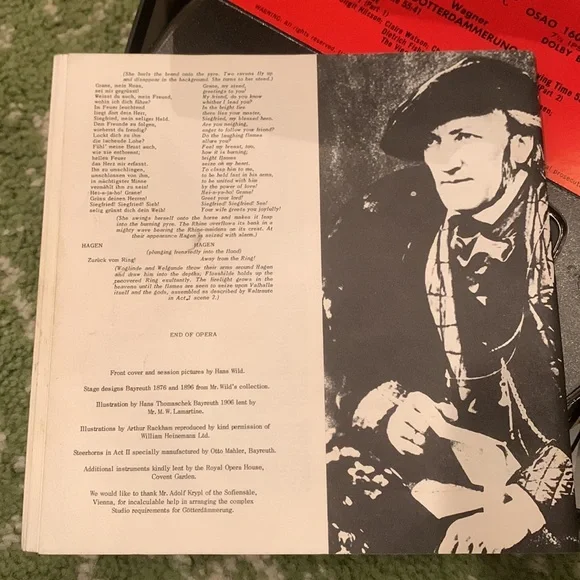 OSAO 160
Wagner
GÖTTERDÄMMERUNG
DOLBY B
(Part 1)
Birgit Nilsson; Claire Watson;
Dietrich
WARNING.
(Part 2)
(She hurls the brand onto the pyre. Two ravens fly up
and disappear in the background. She turns to her steed.)
Grane, mein Ross,
sei mir gegrüsst!
Weisst du auch, mein Freund,
wohin ich dich führe?
Im Feuer leuchtend
liegt dort dein Herr,
Siegfried, mein seliger Held.
Dem Freunde zu folgen,
wieherst du freudig?
Lockt dich zu ihm
die lachende Lohe?
Fühl' meine Brust auch,
wie sie entbrennt;
helles Feuer
das Herz mir erfasst.
Ihn zu umschlingen,
umschlossen von ihm,
in mächtigster Minne
vermählt ihm zu sein!
Hei-a-ja-ho! Grane!
Grüss deinen Herren!
Siegfried! Siegfried! Sieh!
selig grüsst dich dein Weib!
Grane, my steed,
greetings to you!
My friend, do you know
whither I lead you?
In the bright fire
there lies your master,
Siegfried, my blessed hero.
Are you neighing,
eager to follow your friend?
Do the laughing flames
allure you?
Feel my breast, too,
how it is burning;
bright flames
seize on my heart.
To clasp him to me,
to be held fast in his arms,
to be united with him
by the power of love!
Hei-a-ya-ho! Grane!
Greet your lord!
Siegfried! Siegfried! See!
Your wife greets you joyfully!
(She swings herself onto the horse and makes it leap
into the burning pyre. The Rhine overflows its bank in a
mighty wave bearing the Rhine-maidens on its crest. At
their appearance Hagen is seized with alarm.)
HAGEN HAGEN
(plunging frenziedly into the flood)
Zurück vom Ring! Away from the Ring!
(Woglinde and Wellgunde throw their arms around Hagen
and draw him into the depths; Flosshilde holds up the
recovered Ring exultantly. The firelight grows in the
heavens until the flames are seen to seize upon Valhalla
itself and the gods, assembled as described by Waltraute
in Act I scene 3.)
END OF OPERA
Front cover and session pictures by Hans Wild.
Stage designs Bayreuth 1876 and 1896 from Mr. Wild's collection.
Illustration by Hans Thomaschek Bayreuth 1906 lent by
Mr. M. W. Lamartine.
Illustrations by Arthur Rackham reproduced by kind permission of
William Heinemann Ltd.
Steerhorns in Act II specially manufactured by Otto Mahler, Bayreuth.
Additional instruments kindly lent by the Royal Opera House,
Covent Garden.
We would like to thank Mr. Adolf Krypl of the Sofiensäle,
Vienna, for incalculable help in arranging the complex
Studio requirements for Götterdämmerung.